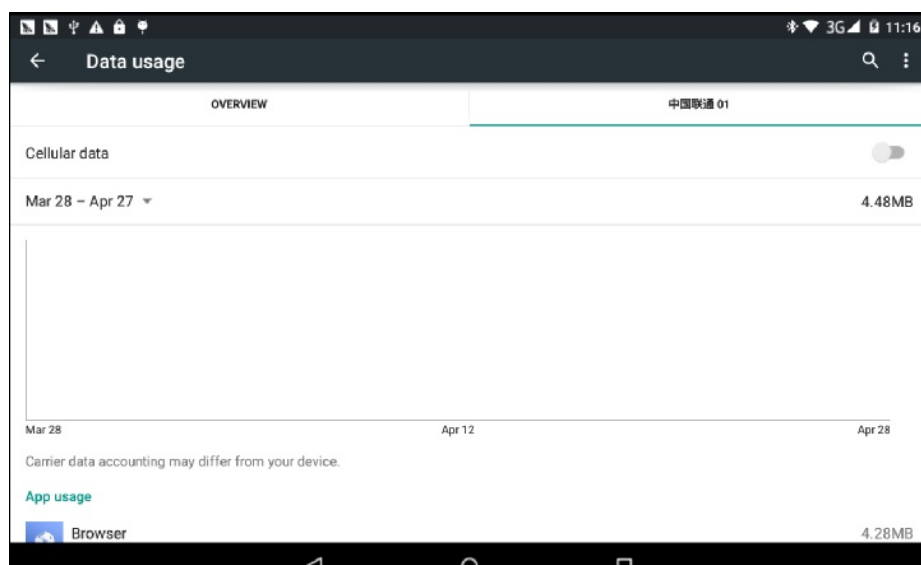 3G 11:16
Data usage
OVERVIEW 中国联通 01
Cellular data
Mar 28 – Apr 27 4.48MB
Mar 28 Apr 12 Apr 28
Carrier data accounting may differ from your device.
App usage
Browser 4.28MB